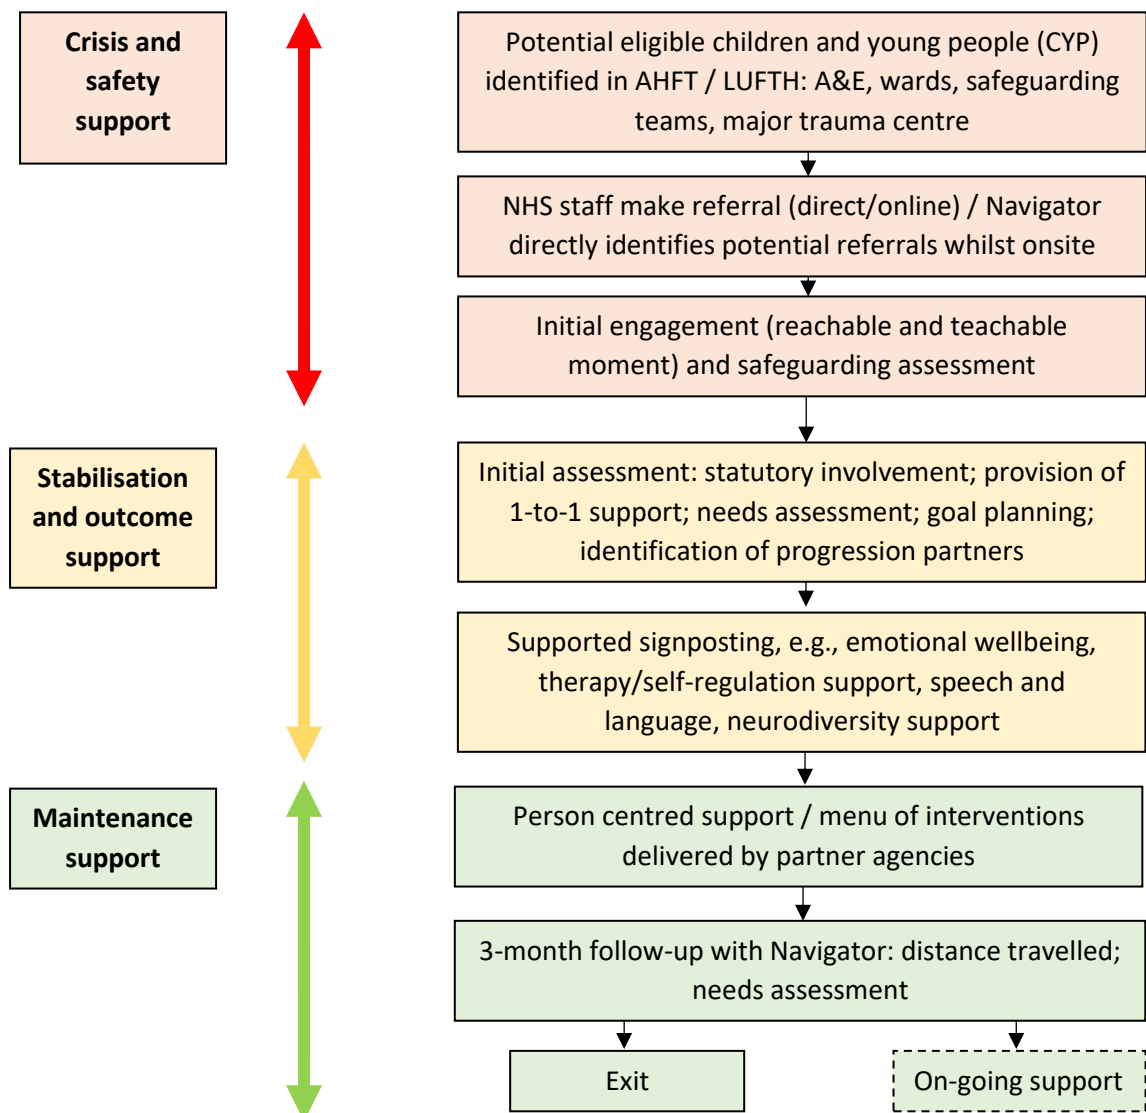 Crisis and
safety
support
Potential eligible children and young people (CYP)
identified in AHFT / LUFTH: A&E, wards, safeguarding
teams, major trauma centre
NHS staff make referral (direct/online) / Navigator
directly identifies potential referrals whilst onsite
Initial engagement (reachable and teachable
moment) and safeguarding assessment
Stabilisation
and outcome
support
Initial assessment: statutory involvement; provision of
1-to-1 support; needs assessment; goal planning;
identification of progression partners
Supported signposting, e.g., emotional wellbeing,
therapy/self-regulation support, speech and
language, neurodiversity support
Maintenance
support
Person centred support / menu of interventions
delivered by partner agencies
3-month follow-up with Navigator: distance travelled;
needs assessment
Exit
On-going support